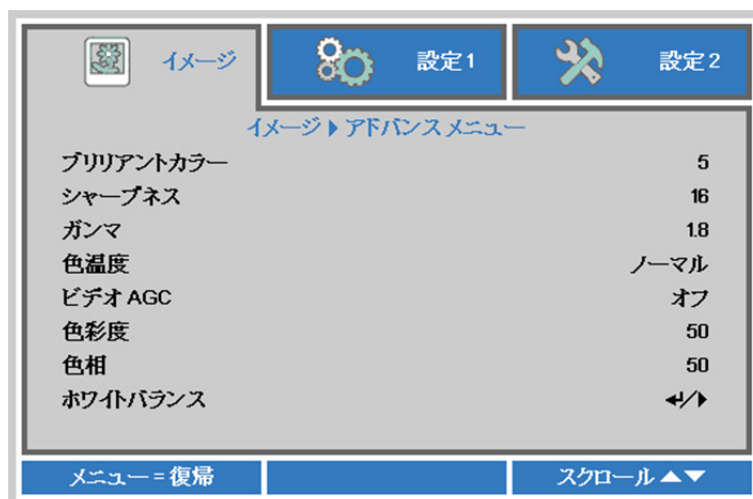 イメージ 設定1 設定2
イメージ▶アドバンスメニュー
ブリリアントカラー 5
シャープネス 16
ガンマ 1.8
色温度 ノーマル
ビデオ AGC オフ
色彩度 50
色相 50
ホワイトバランス ↵/▶
メニュー = 復帰 スクロール▲▼